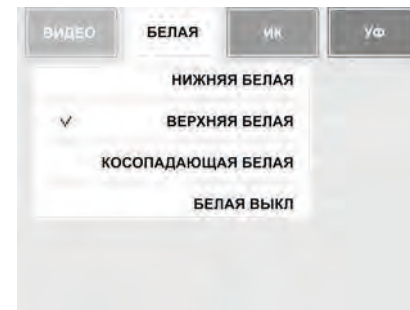 ВИДЕО БЕЛАЯ ИК УФ
НИЖНЯЯ БЕЛАЯ
ВЕРХНЯЯ БЕЛАЯ
КОСОПАДАЮЩАЯ БЕЛАЯ
БЕЛАЯ ВЫКЛ